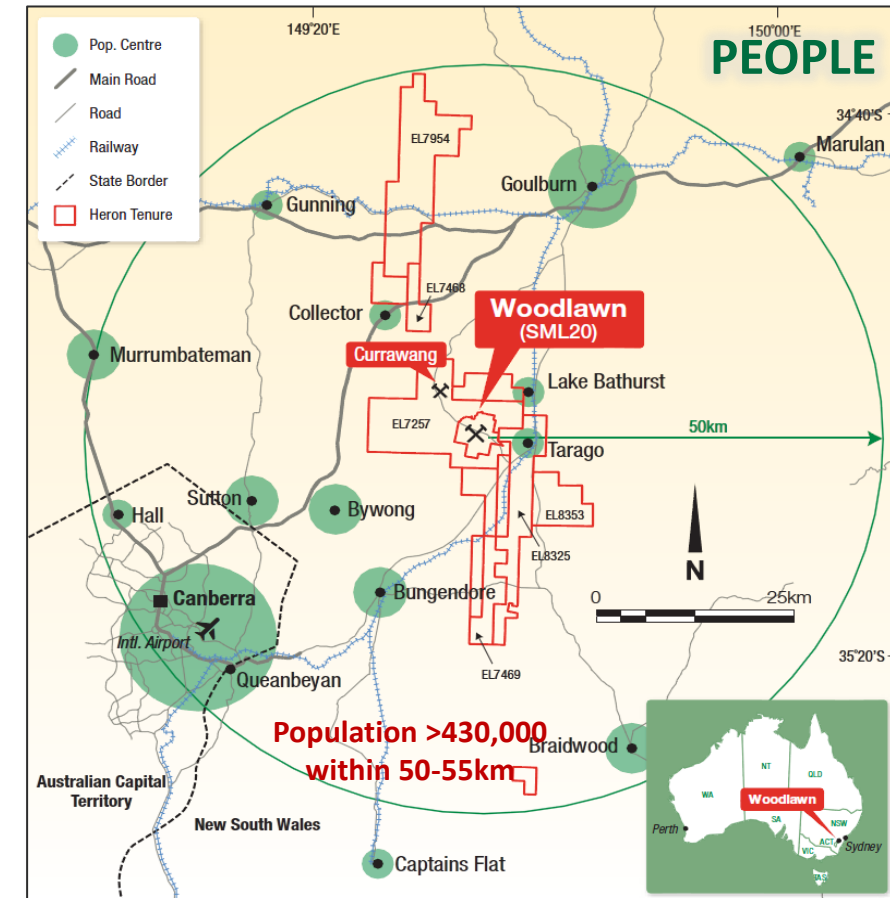 149°20'E
150°00'E
PEOPLE
Pop. Centre
Main Road
Road
Railway
State Border
Heron Tenure
34°40'S
Marulan
EL7954
Goulburn
Gunning
EL7468
Collector
Woodlawn
(SML20)
Murrumbateman
Currawang
Lake Bathurst
EL7257
50km
Tarago
Sutton
Bywong
Hall
EL8353
EL8325
N
Bungendore
Canberra
0
25km
Intl. Airport
35°20'S
Queanbeyan
EL7469
Population >430,000
within 50-55km
Braidwood
Australian Capital
Territory
New South Wales
Captains Flat
NT
QLD
WA
Woodlawn
SA
NSW
Perth
ACT
Sydney
VIC
TAS